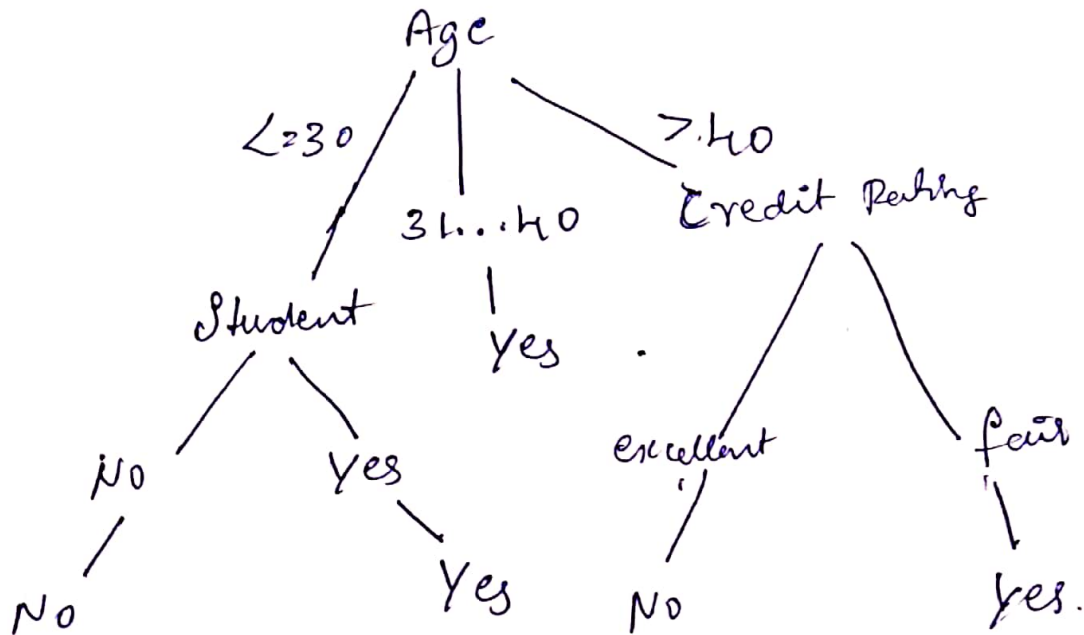 Age
<=30
>40
31...40
Credit Rating
Student
Yes
No
Yes
excellent
fair
No
Yes
No
Yes.